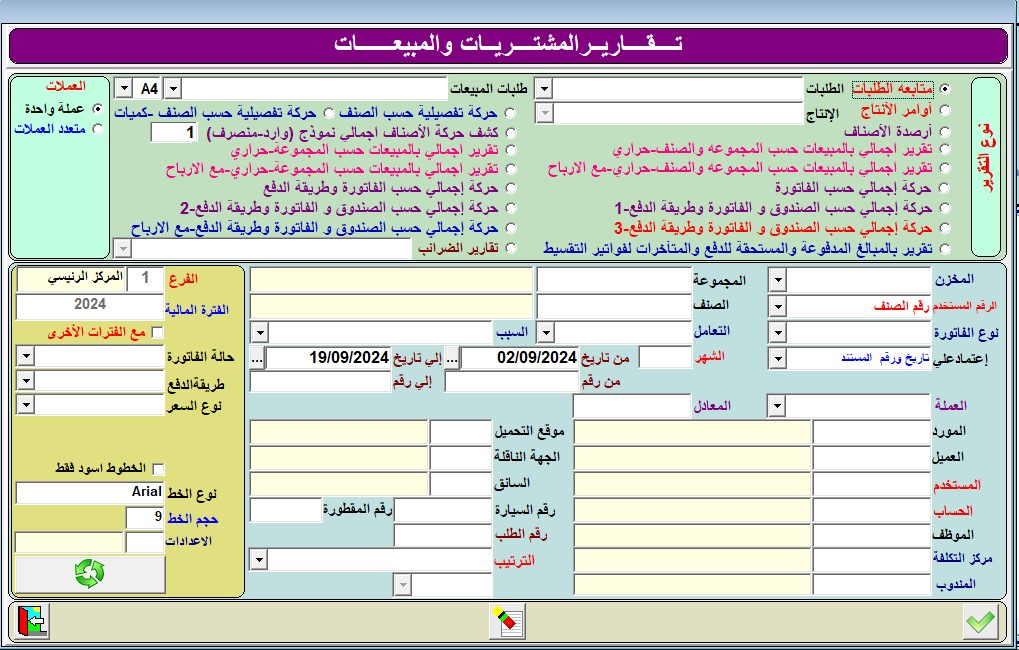 تــقــاريــر المشتــريــات والمبيعــــات
نوع التقرير
متابعه الطلبات
الطلبات
طلبات المبيعات
A4
أوامر الأنتاج
الإنتاج
حركة تفصيلية حسب الصنف
حركة تفصيلية حسب الصنف -كميات
أرصدة الأصناف
كشف حركة الأصناف اجمالي نموذج (وارد-منصرف)
1
تقرير اجمالي بالمبيعات حسب المجموعه والصنف-حراري
تقرير اجمالي بالمبيعات حسب المجموعة-حراري
تقرير اجمالي بالمبيعات حسب المجموعه والصنف-حراري-مع الارباح
تقرير اجمالي بالمبيعات حسب المجموعة-حراري-مع الارباح
حركة إجمالي حسب الفاتورة
حركة إجمالي حسب الفاتورة وطريقة الدفع
حركة إجمالي حسب الصندوق و الفاتورة وطريقة الدفع-1
حركة إجمالي حسب الصندوق و الفاتورة وطريقة الدفع-2
حركة إجمالي حسب الصندوق و الفاتورة وطريقة الدفع-3
حركة إجمالي حسب الصندوق و الفاتورة وطريقة الدفع-مع الارباح
تقرير بالمبالغ المدفوعة والمستحقة للدفع والمتأخرات لفواتير التقسيط
تقارير الضرائب
العملات
عملة واحدة
متعدد العملات
المخزن
المجموعة
الرقم المستخدم
رقم الصنف
الصنف
نوع الفاتورة
التعامل
السبب
إعتمادعلي
تاريخ ورقم المستند
الشهر
من تاريخ
02/09/2024
...
إلي تاريخ
19/09/2024
...
من رقم
إلي رقم
العملة
المعادل
المورد
موقع التحميل
العميل
الجهة الناقلة
المستخدم
السائق
الحساب
رقم السيارة
رقم المقطورة
الموظف
رقم الطلب
مركز التكلفة
الترتيب
المندوب
الفرع
1
المركز الرئيسي
الفترة المالية
2024
مع الفترات الأخرى
حالة الفاتورة
طريقةالدفع
نوع السعر
الخطوط اسود فقط
نوع الخط
Arial
حجم الخط
9
الاعدادات